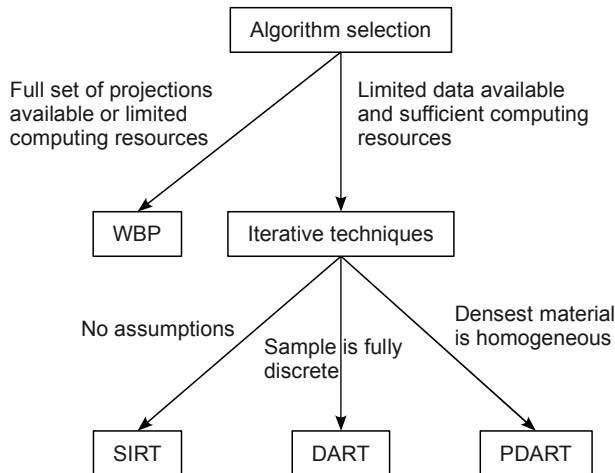 Algorithm selection
Full set of projections
available or limited
computing resources
Limited data available
and sufficient computing
resources
WBP
Iterative techniques
No assumptions
Sample is fully
discrete
Densest material
is homogeneous
SIRT
DART
PDART